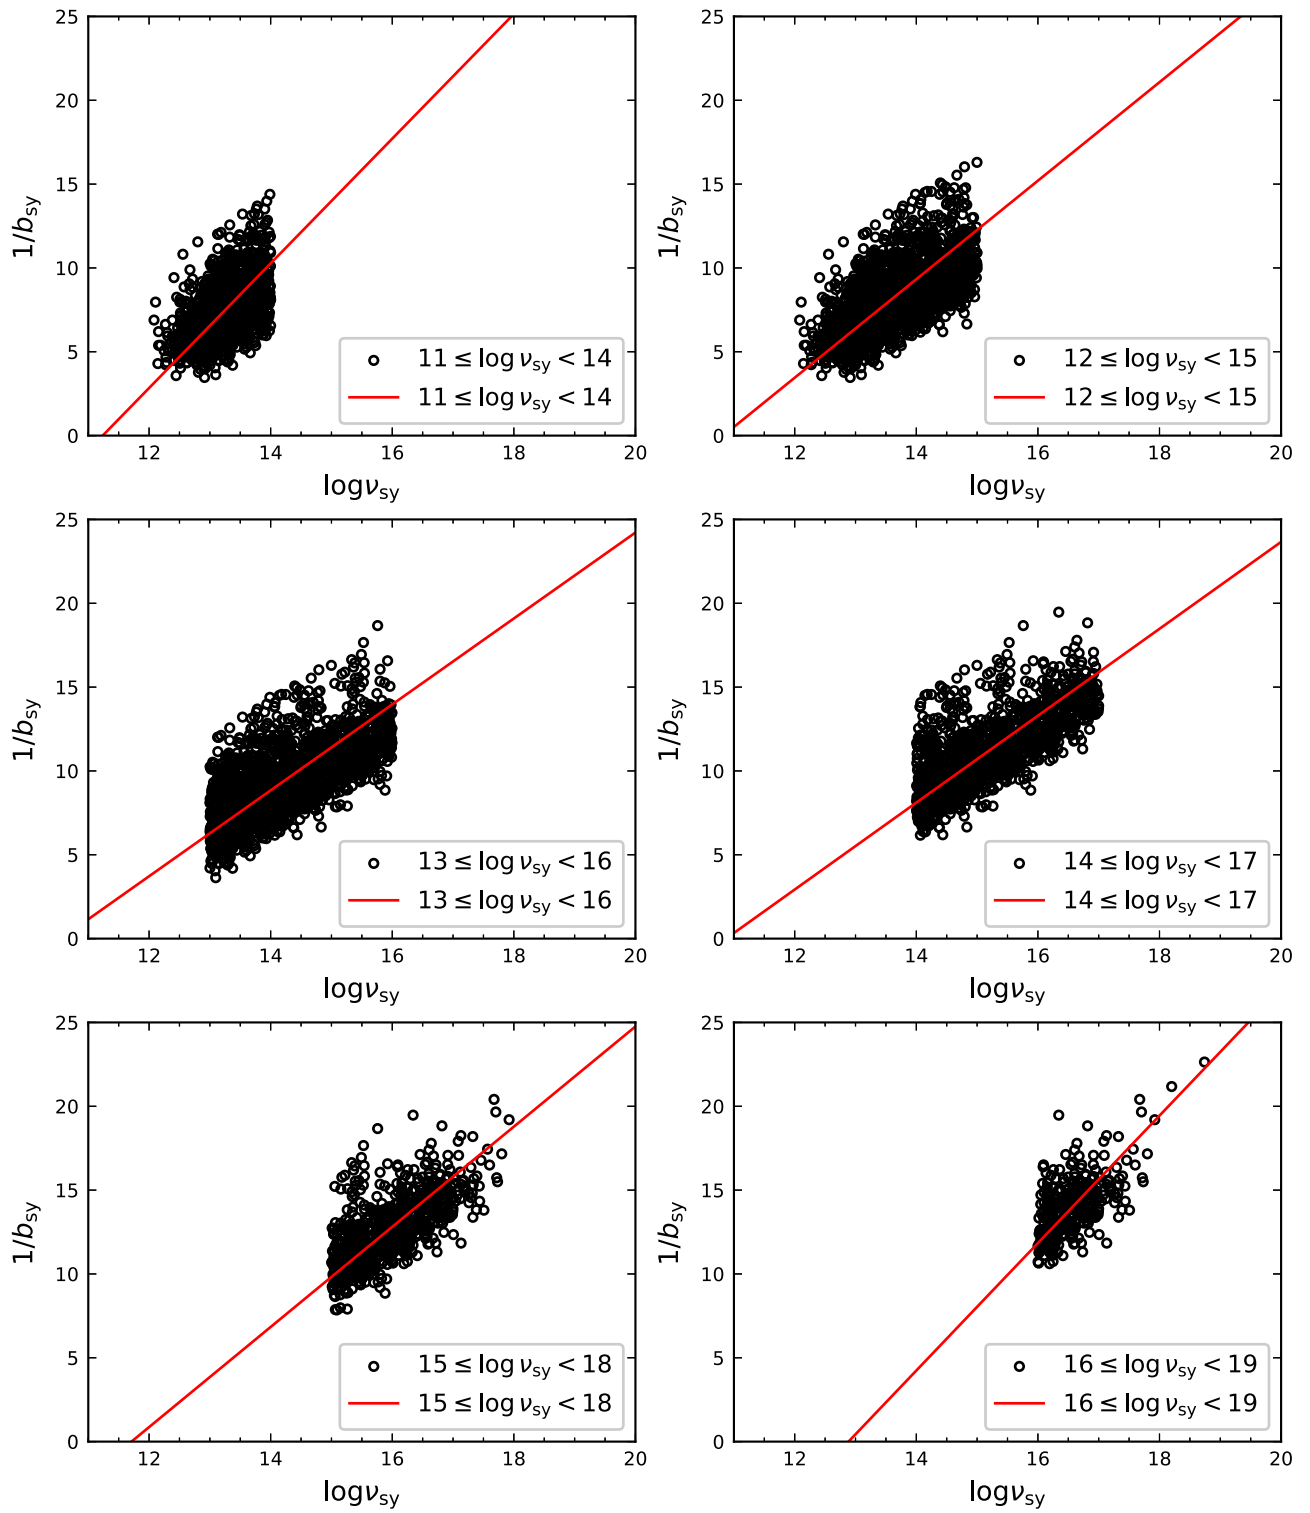 25
20
15
10
5
0
1/b_sy
12 14 16 18 20
logν_sy
11 ≤ log ν_sy < 14
11 ≤ log ν_sy < 14
25
20
15
10
5
0
1/b_sy
12 14 16 18 20
logν_sy
12 ≤ log ν_sy < 15
12 ≤ log ν_sy < 15
25
20
15
10
5
0
1/b_sy
12 14 16 18 20
logν_sy
13 ≤ log ν_sy < 16
13 ≤ log ν_sy < 16
25
20
15
10
5
0
1/b_sy
12 14 16 18 20
logν_sy
14 ≤ log ν_sy < 17
14 ≤ log ν_sy < 17
25
20
15
10
5
0
1/b_sy
12 14 16 18 20
logν_sy
15 ≤ log ν_sy < 18
15 ≤ log ν_sy < 18
25
20
15
10
5
0
1/b_sy
12 14 16 18 20
logν_sy
16 ≤ log ν_sy < 19
16 ≤ log ν_sy < 19